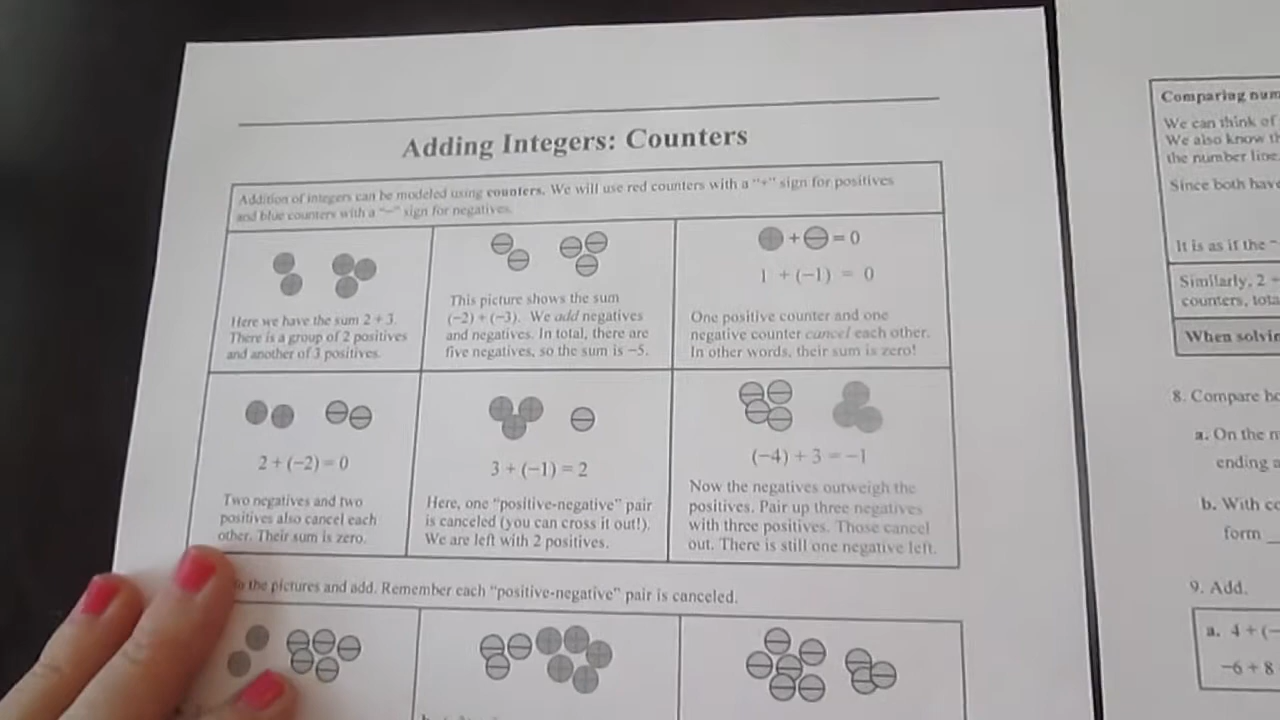 Adding Integers: Counters
Addition of integers can be modeled using counters. We will use red counters with a "+" sign for positives
and blue counters with a "−" sign for negatives.
Here we have the sum 2 + 3.
There is a group of 2 positives
and another of 3 positives.
This picture shows the sum
(−2) + (−3). We add negatives
and negatives. In total, there are
five negatives, so the sum is −5.
+ = 0
1 + (−1) = 0
One positive counter and one
negative counter cancel each other.
In other words, their sum is zero!
2 + (−2) = 0
Two negatives and two
positives also cancel each
other. Their sum is zero.
3 + (−1) = 2
Here, one "positive-negative" pair
is canceled (you can cross it out!).
We are left with 2 positives.
(−4) + 3 = −1
Now the negatives outweigh the
positives. Pair up three negatives
with three positives. Those cancel
out. There is still one negative left.
the pictures and add. Remember each "positive-negative" pair is canceled.
Comparing num
We can think of
We also know th
the number line.
Since both have
It is as if the
Similarly, 2
counters, tota
When solvin
8. Compare
a. On the
ending a
b. With
form
9. Add.
a. 4 + (−
−6 + 8